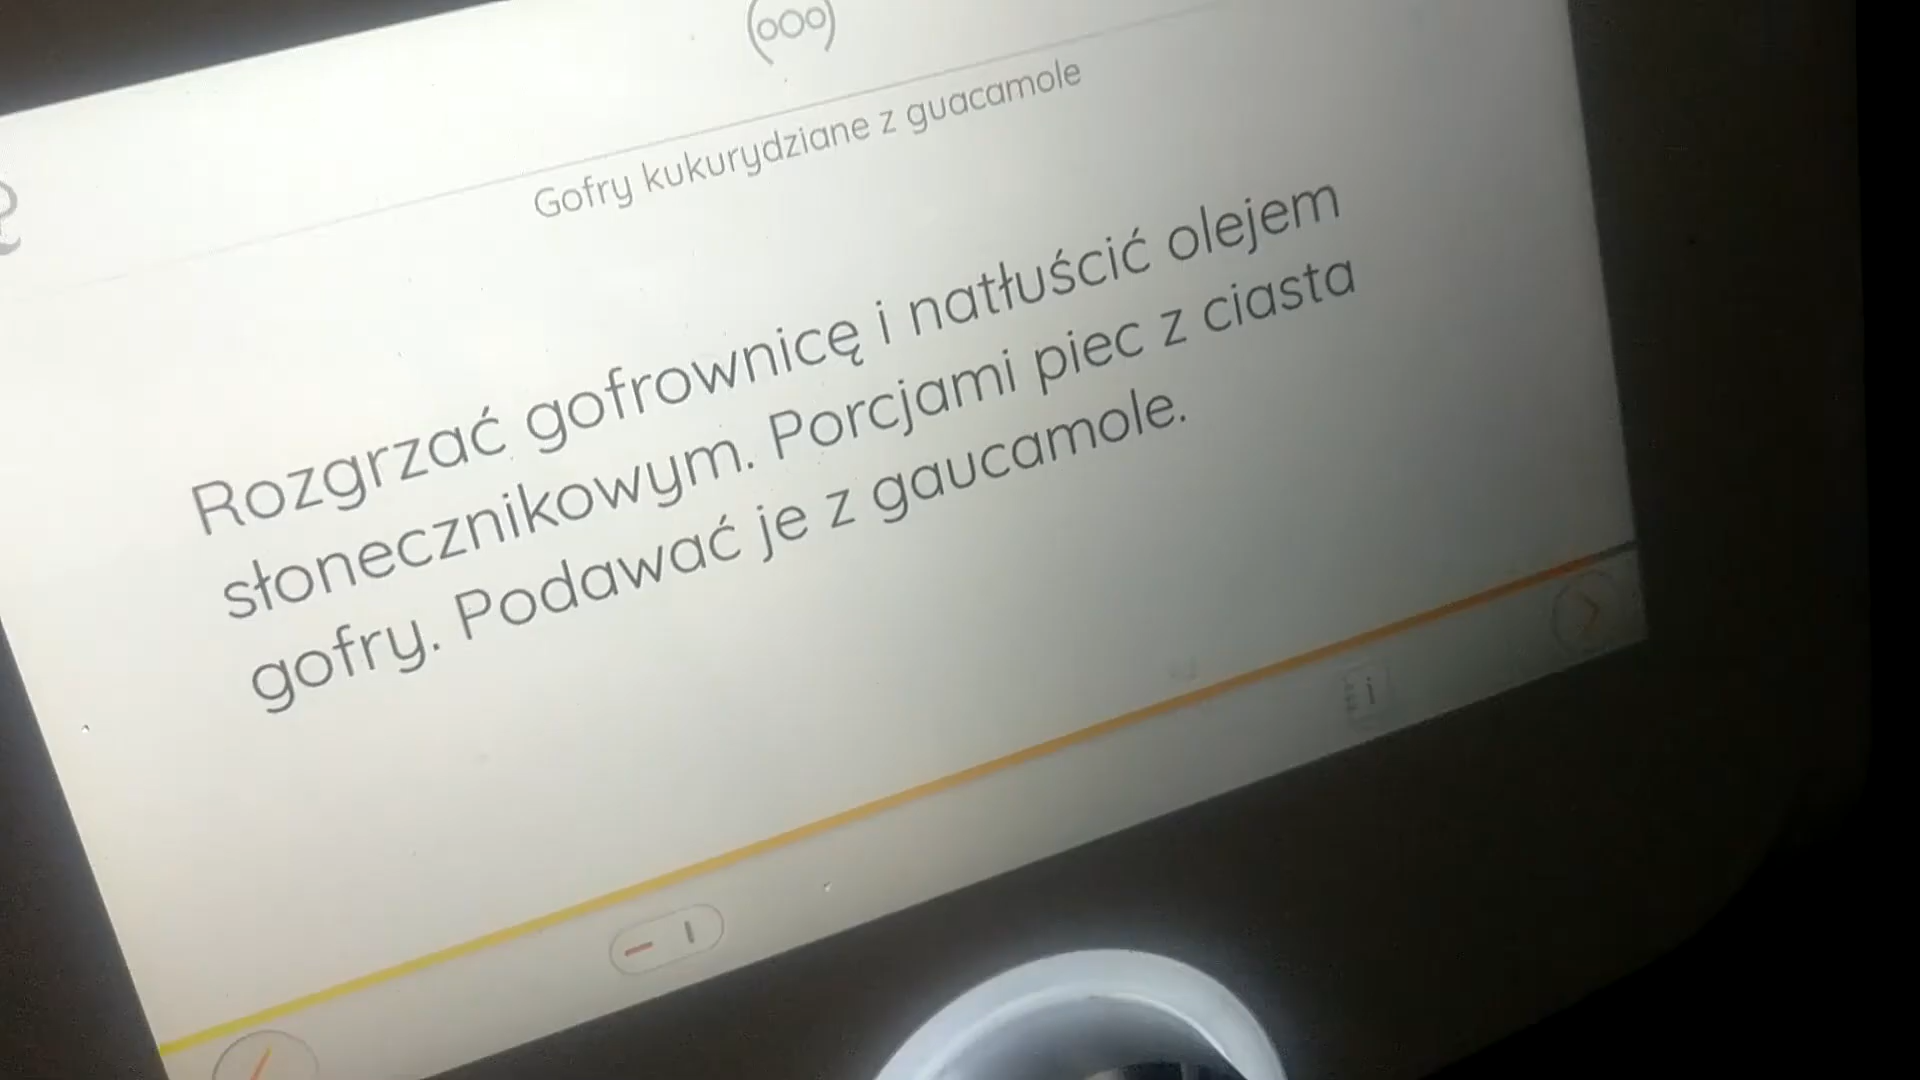 Gofry kukurydziane z guacamole
Rozgrzać gofrownicę i natłuścić olejem
słonecznikowym. Porcjami piec z ciasta
gofry. Podawać je z gaucamole.
i